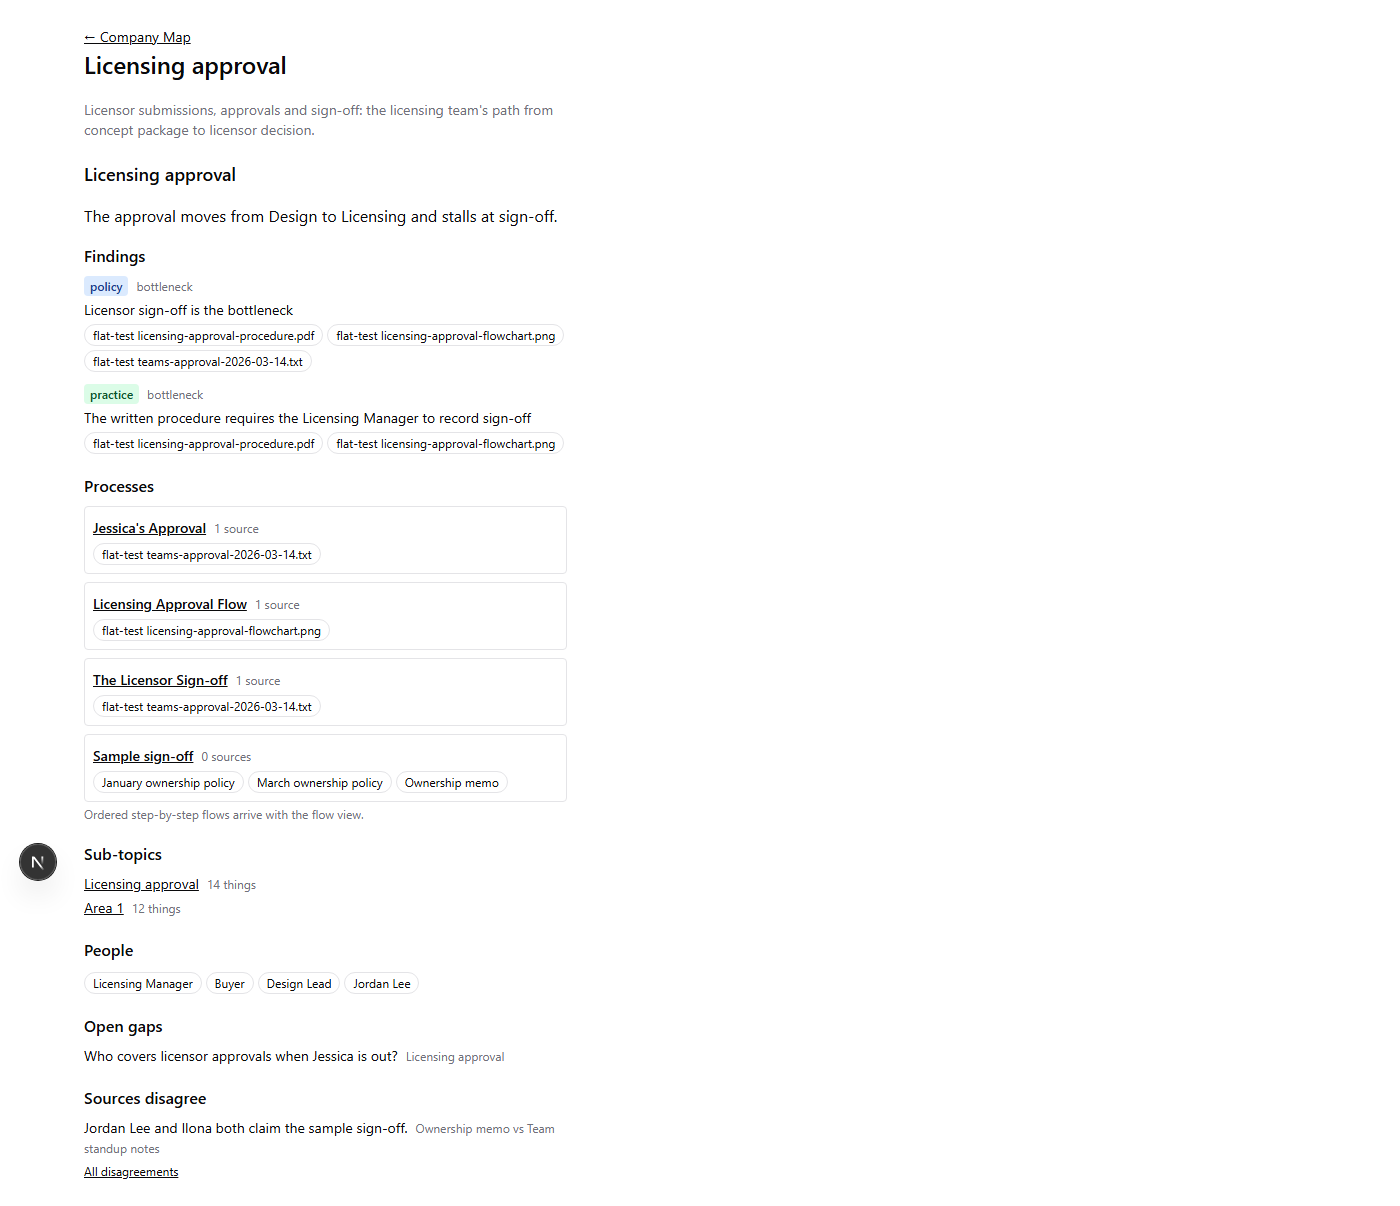 ← Company Map
Licensing approval
Licensor submissions, approvals and sign-off: the licensing team's path from
concept package to licensor decision.
Licensing approval
The approval moves from Design to Licensing and stalls at sign-off.
Findings
policy bottleneck
Licensor sign-off is the bottleneck
flat-test licensing-approval-procedure.pdf flat-test licensing-approval-flowchart.png
flat-test teams-approval-2026-03-14.txt
practice bottleneck
The written procedure requires the Licensing Manager to record sign-off
flat-test licensing-approval-procedure.pdf flat-test licensing-approval-flowchart.png
Processes
Jessica's Approval 1 source
flat-test teams-approval-2026-03-14.txt
Licensing Approval Flow 1 source
flat-test licensing-approval-flowchart.png
The Licensor Sign-off 1 source
flat-test teams-approval-2026-03-14.txt
Sample sign-off 0 sources
January ownership policy March ownership policy Ownership memo
Ordered step-by-step flows arrive with the flow view.
N
Sub-topics
Licensing approval 14 things
Area 1 12 things
People
Licensing Manager Buyer Design Lead Jordan Lee
Open gaps
Who covers licensor approvals when Jessica is out? Licensing approval
Sources disagree
Jordan Lee and Ilona both claim the sample sign-off. Ownership memo vs Team
standup notes
All disagreements